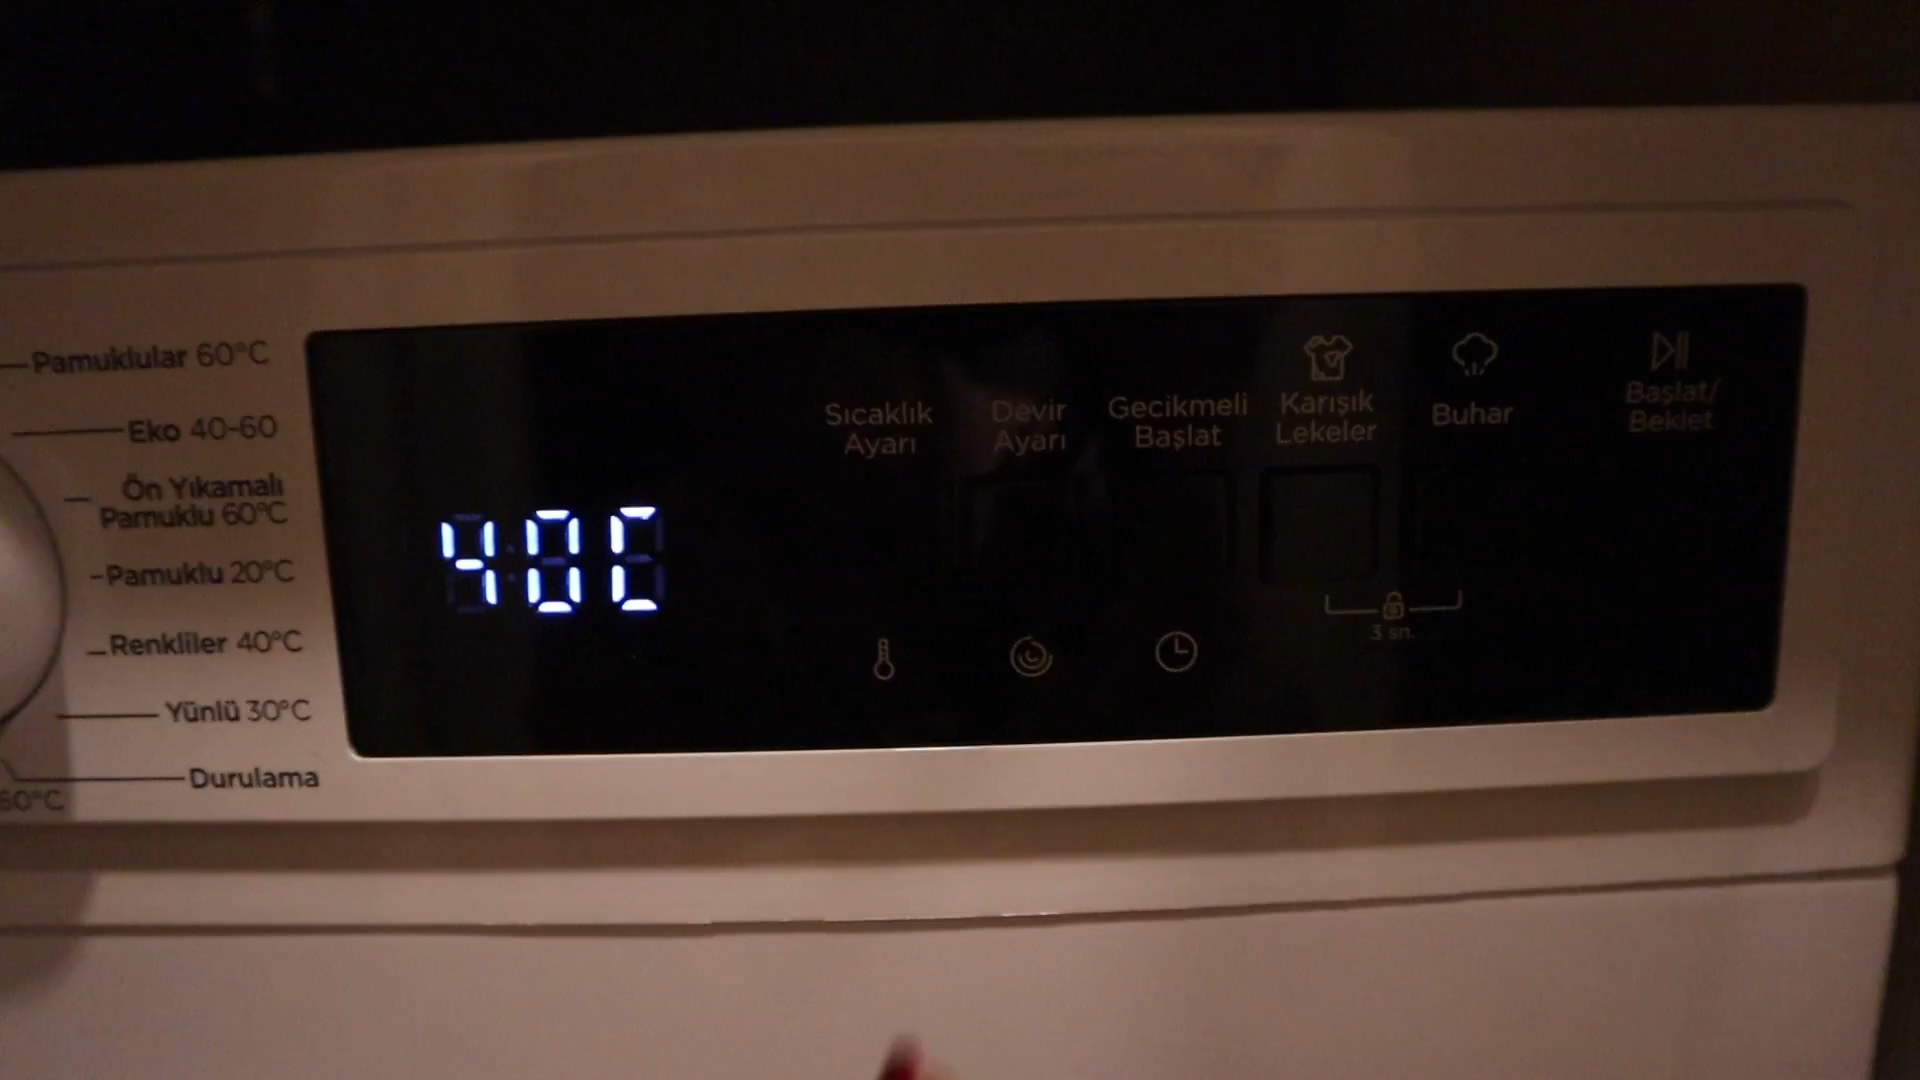 Pamuklular 60°C
Eko 40-60
Ön Yıkamalı
Pamuklu 60°C
Pamuklu 20°C
Renkliler 40°C
Yünlü 30°C
Durulama
60°C
40C
Sıcaklık
Ayarı
Devir
Ayarı
Gecikmeli
Başlat
Karışık
Lekeler
Buhar
Başlat/
Beklet
3 sn.